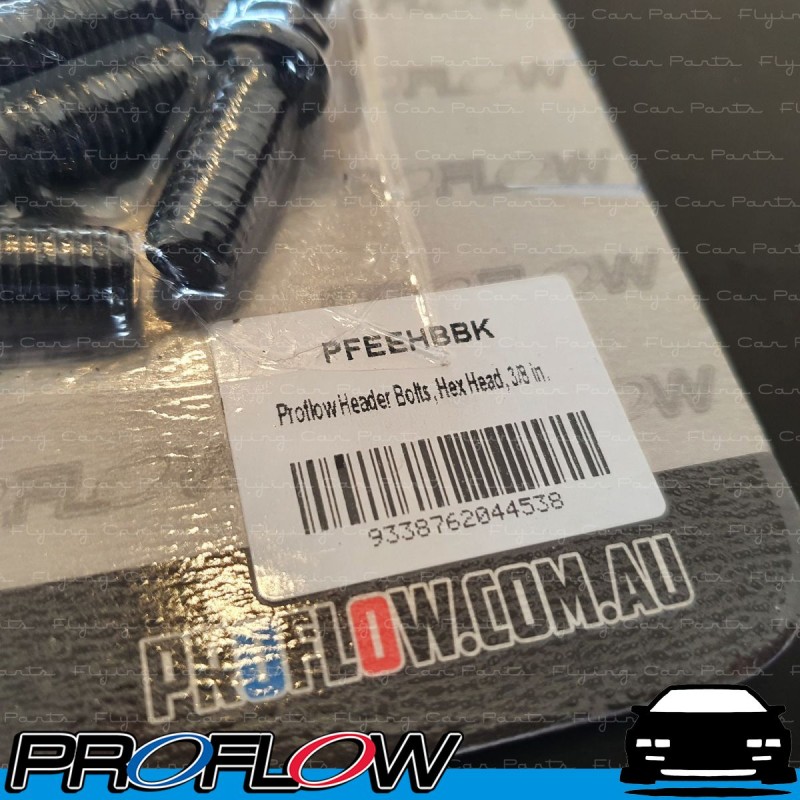 PFEEHBBK
Proflow Header Bolts, Hex Head, 3/8 in.
9338762044538
PROFLOW.COM.AU
PROFLOW
Flying Car Parts